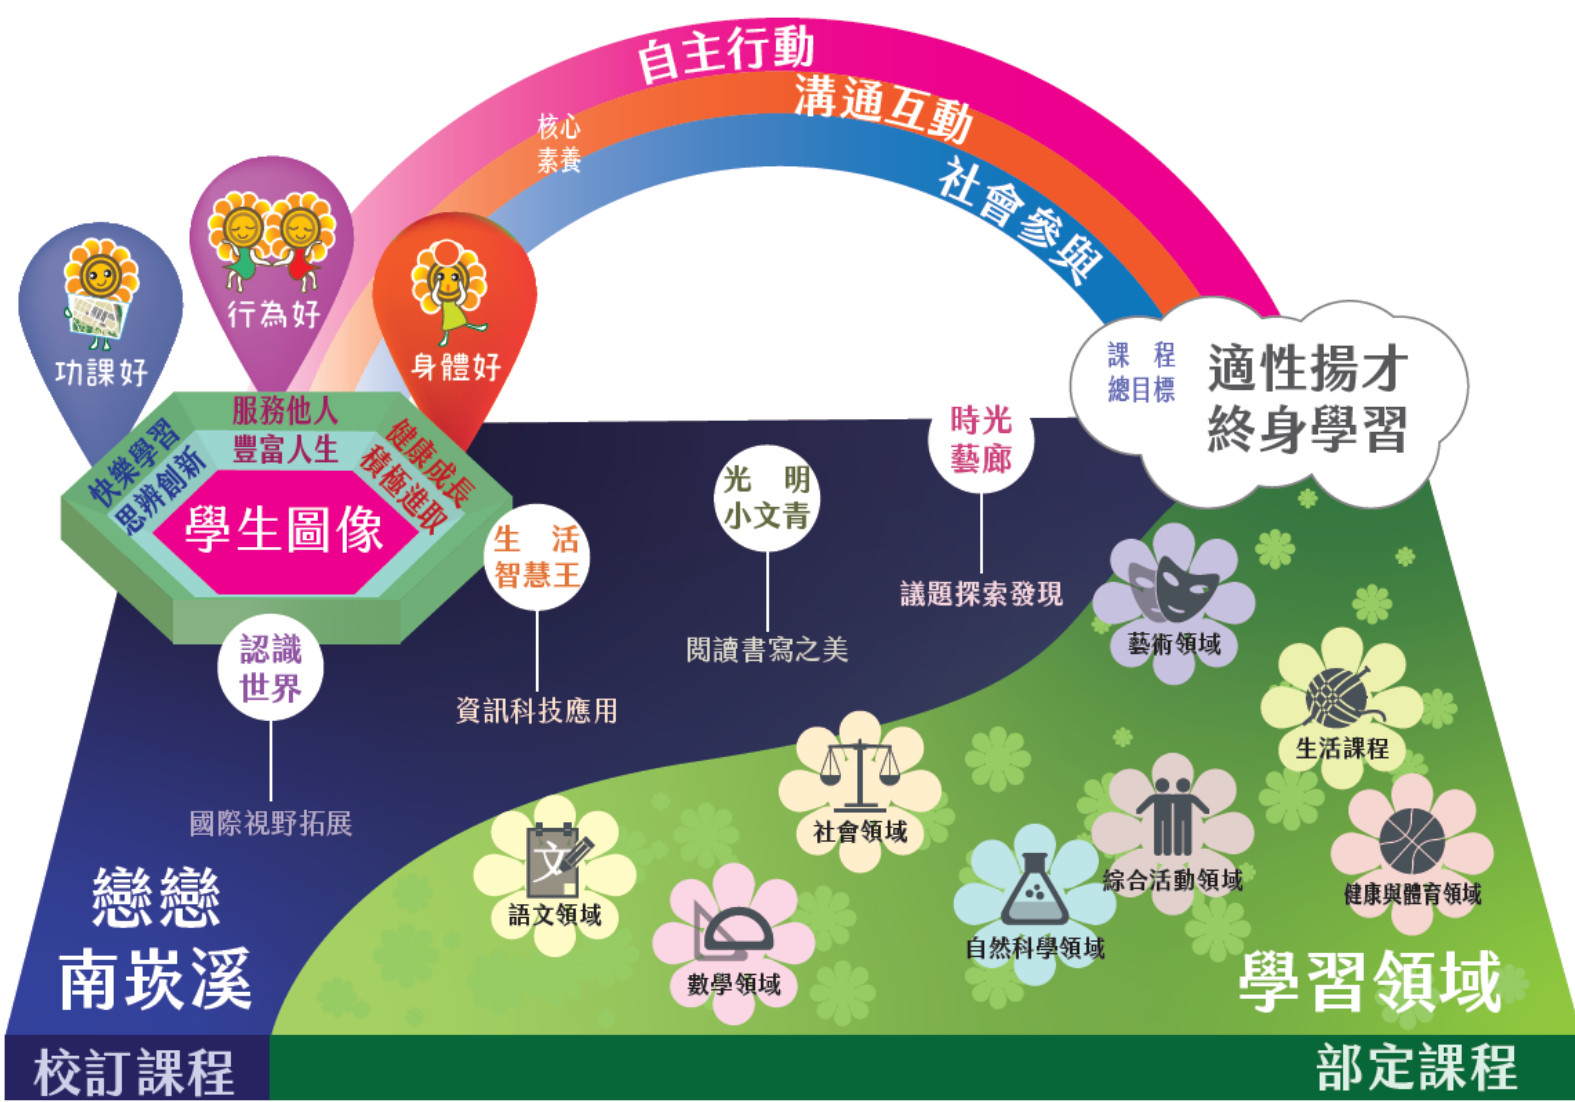 自主行動
溝通互動
社會參與
核心
素養
功課好
行為好
身體好
課程
總目標
適性揚才
終身學習
快樂學習
思辨創新
服務他人
豐富人生
健康成長
積極進取
學生圖像
時光
藝廊
議題探索發現
光明
小文青
閱讀書寫之美
生活
智慧王
資訊科技應用
認識
世界
國際視野拓展
戀戀
南崁溪
藝術領域
生活課程
社會領域
綜合活動領域
健康與體育領域
語文領域
自然科學領域
數學領域
學習領域
校訂課程
部定課程